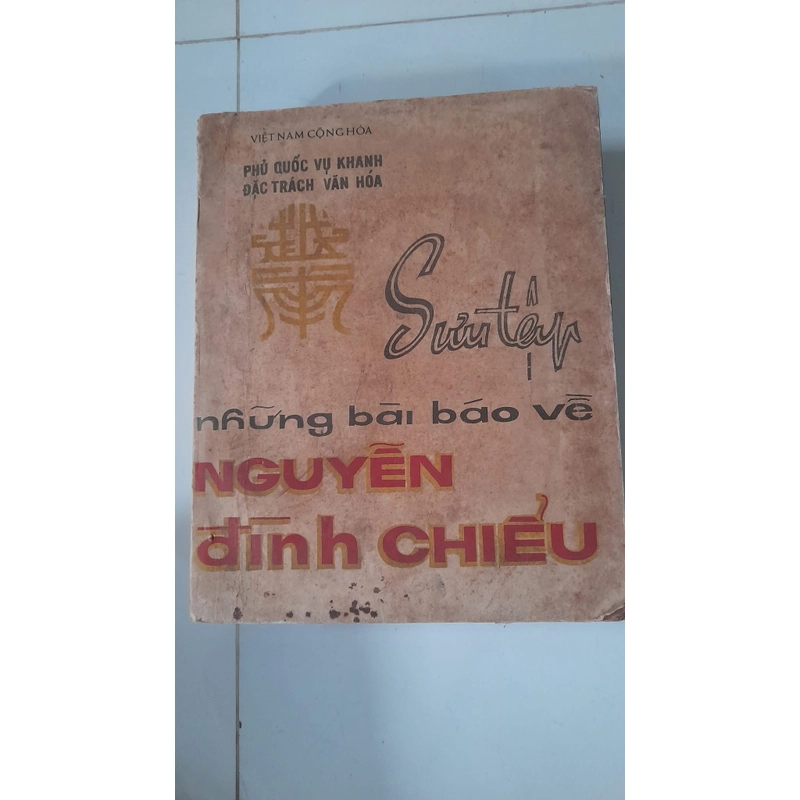 VIỆT NAM CỘNG HÒA
PHỦ QUỐC VỤ KHANH
ĐẶC TRÁCH VĂN HÓA
Sưu tập
những bài báo về
NGUYỄN
đình CHIỂU